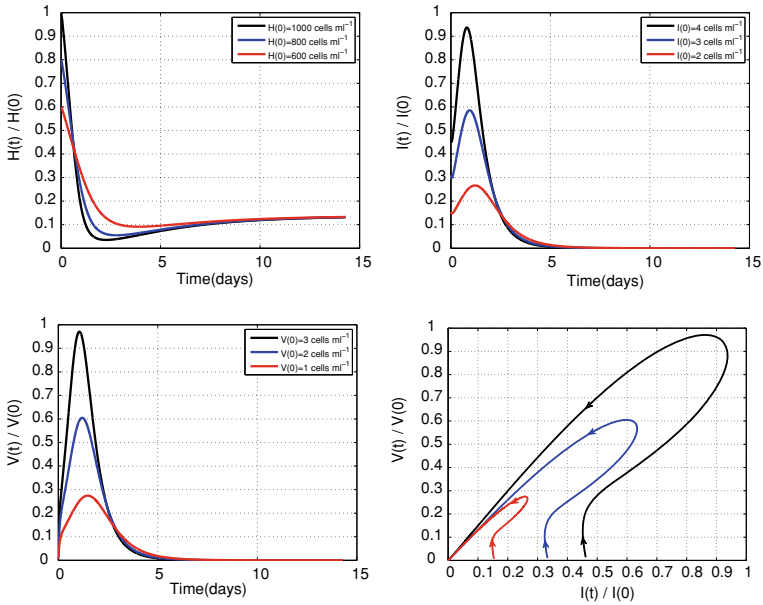 1
0.9
0.8
0.7
0.6
0.5
0.4
0.3
0.2
0.1
0
H(t) / H(0)
0 5 10 15
Time(days)
H(0)=1000 cells ml⁻¹
H(0)=800 cells ml⁻¹
H(0)=600 cells ml⁻¹
1
0.9
0.8
0.7
0.6
0.5
0.4
0.3
0.2
0.1
0
I(t) / I(0)
0 5 10 15
Time(days)
I(0)=4 cells ml⁻¹
I(0)=3 cells ml⁻¹
I(0)=2 cells ml⁻¹
1
0.9
0.8
0.7
0.6
0.5
0.4
0.3
0.2
0.1
0
V(t) / V(0)
0 5 10 15
Time(days)
V(0)=3 cells ml⁻¹
V(0)=2 cells ml⁻¹
V(0)=1 cells ml⁻¹
1
0.9
0.8
0.7
0.6
0.5
0.4
0.3
0.2
0.1
0
V(t) / V(0)
0 0.1 0.2 0.3 0.4 0.5 0.6 0.7 0.8 0.9 1
I(t) / I(0)